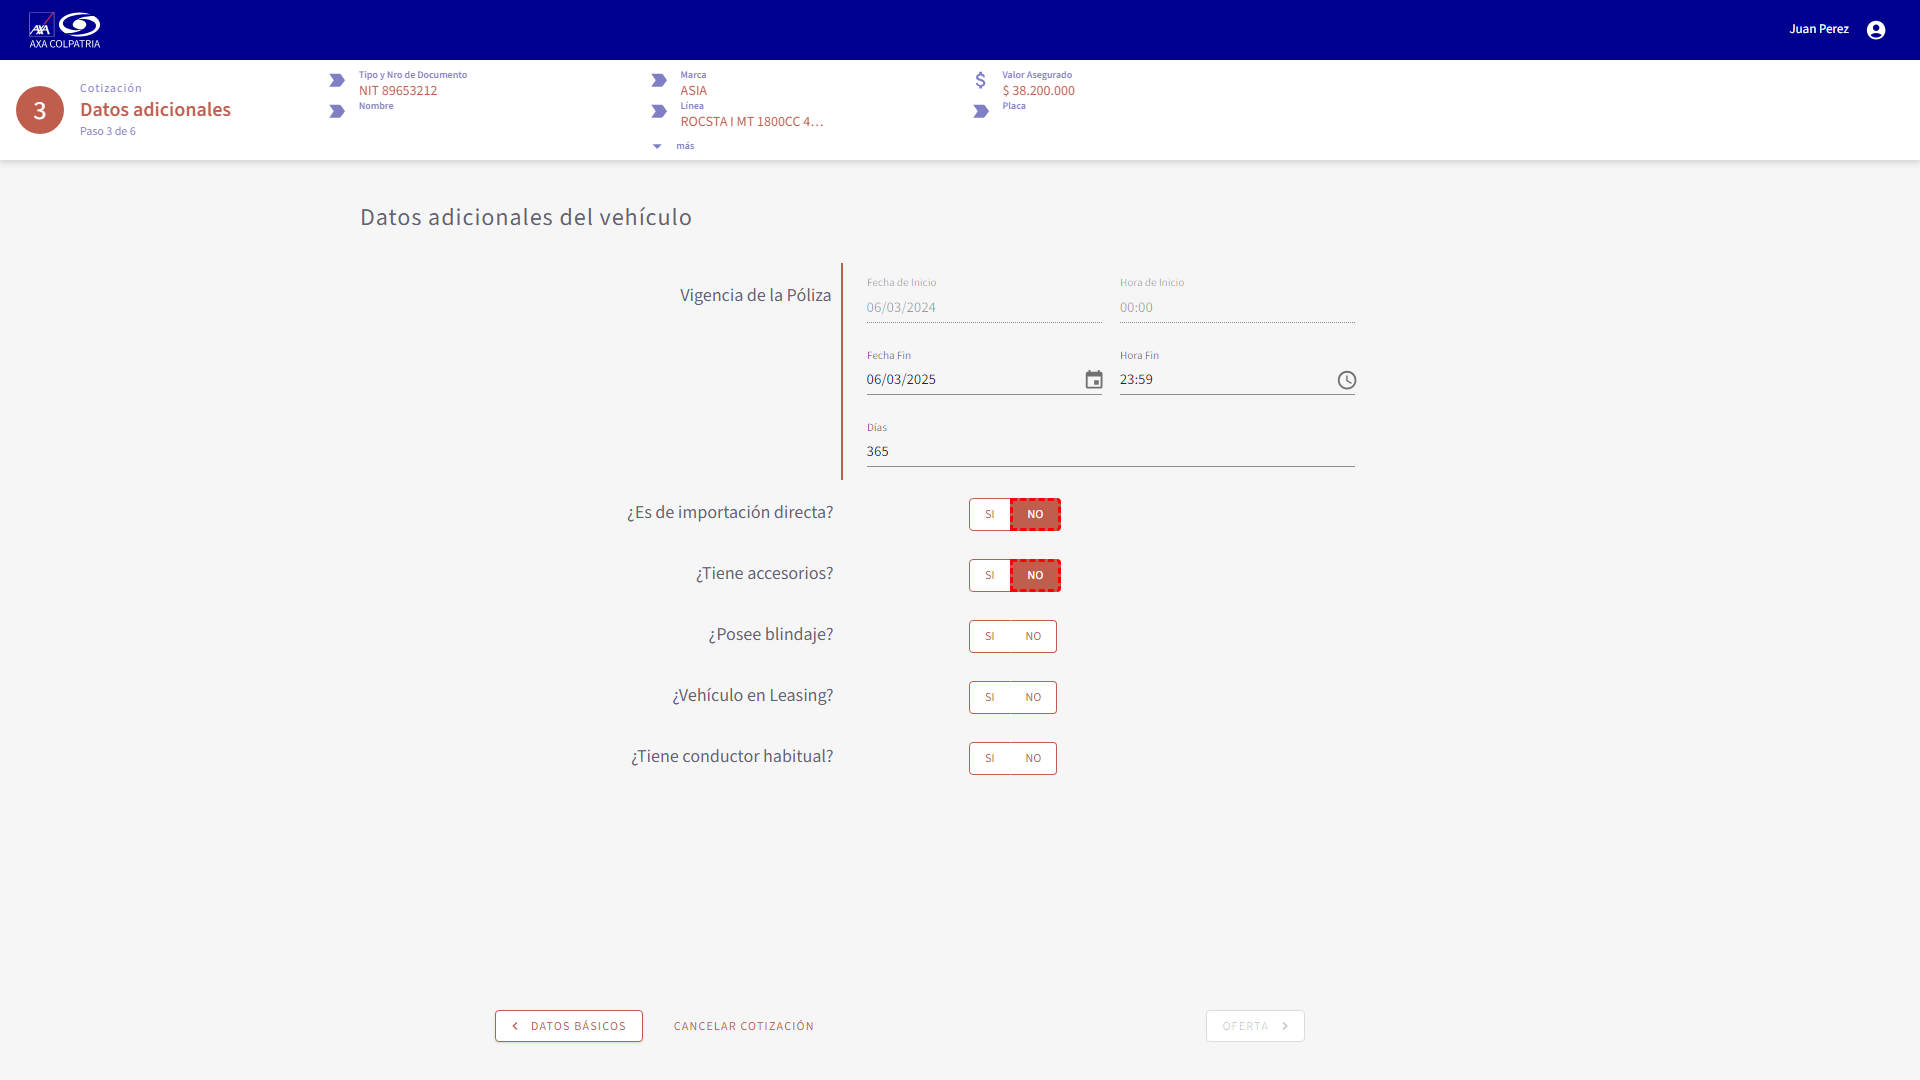 AXA
AXA COLPATRIA
Juan Perez
3
Cotización
Datos adicionales
Paso 3 de 6
Tipo y Nro de Documento
NIT 89653212
Nombre
Marca
ASIA
Línea
ROCSTA I MT 1800CC 4...
más
$
Valor Asegurado
$ 38.200.000
Placa
Datos adicionales del vehículo
Vigencia de la Póliza
Fecha de Inicio
06/03/2024
Hora de Inicio
00:00
Fecha Fin
06/03/2025
Hora Fin
23:59
Días
365
¿Es de importación directa?
SI NO
¿Tiene accesorios?
SI NO
¿Posee blindaje?
SI NO
¿Vehículo en Leasing?
SI NO
¿Tiene conductor habitual?
SI NO
DATOS BÁSICOS
CANCELAR COTIZACIÓN
OFERTA